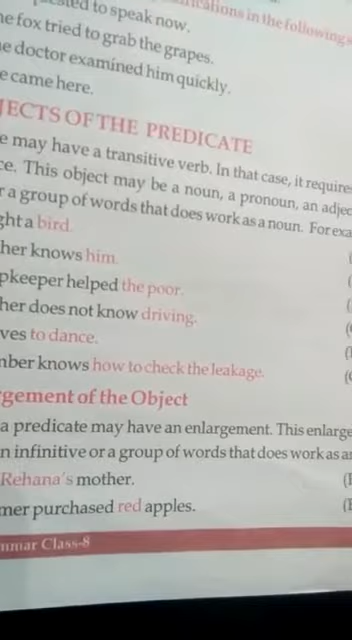 to speak now.
in the following
fox tried to grab the grapes.
doctor examined him quickly.
came here.
JECTS OF THE PREDICATE
may have a transitive verb. In that case, it require
This object may be a noun, a pronoun, an adjec
a group of words that does work as a noun. For exa
ght a bird.
her knows him.
pkeeper helped the poor.
her does not know driving.
ves to dance.
mber knows how to check the leakage.
gement of the Object
a predicate may have an enlargement. This enlarge
n infinitive or a group of words that does work as a
Rehana's mother.
mer purchased red apples.
mmar Class-8